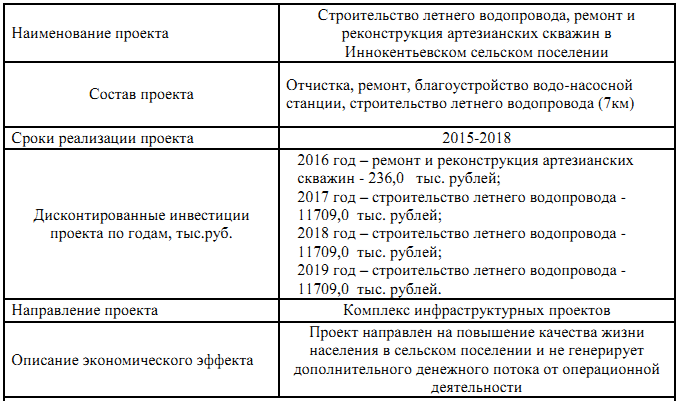 Наименование проекта
Строительство летнего водопровода, ремонт и
реконструкция артезианских скважин в
Иннокентьевском сельском поселении
Состав проекта
Отчистка, ремонт, благоустройство водо-насосной
станции, строительство летнего водопровода (7км)
Сроки реализации проекта
2015-2018
Дисконтированные инвестиции
проекта по годам, тыс.руб.
2016 год – ремонт и реконструкция артезианских
скважин - 236,0 тыс. рублей;
2017 год – строительство летнего водопровода -
11709,0 тыс. рублей;
2018 год – строительство летнего водопровода -
11709,0 тыс. рублей;
2019 год – строительство летнего водопровода -
11709,0 тыс. рублей.
Направление проекта
Комплекс инфраструктурных проектов
Описание экономического эффекта
Проект направлен на повышение качества жизни
населения в сельском поселении и не генерирует
дополнительного денежного потока от операционной
деятельности